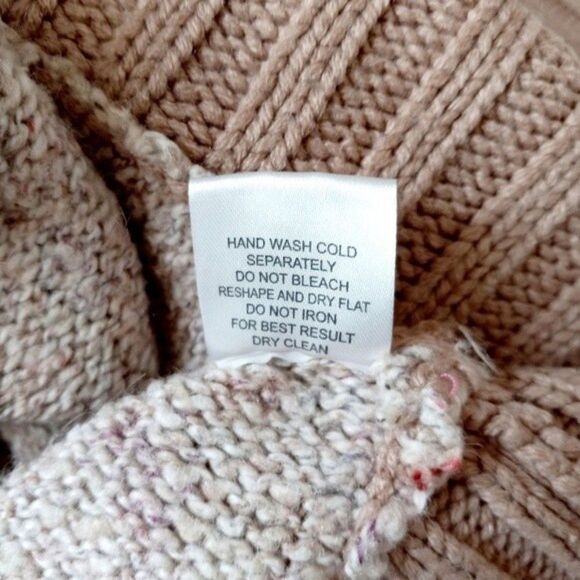 HAND WASH COLD
SEPARATELY
DO NOT BLEACH
RESHAPE AND DRY FLAT
DO NOT IRON
FOR BEST RESULT
DRY CLEAN